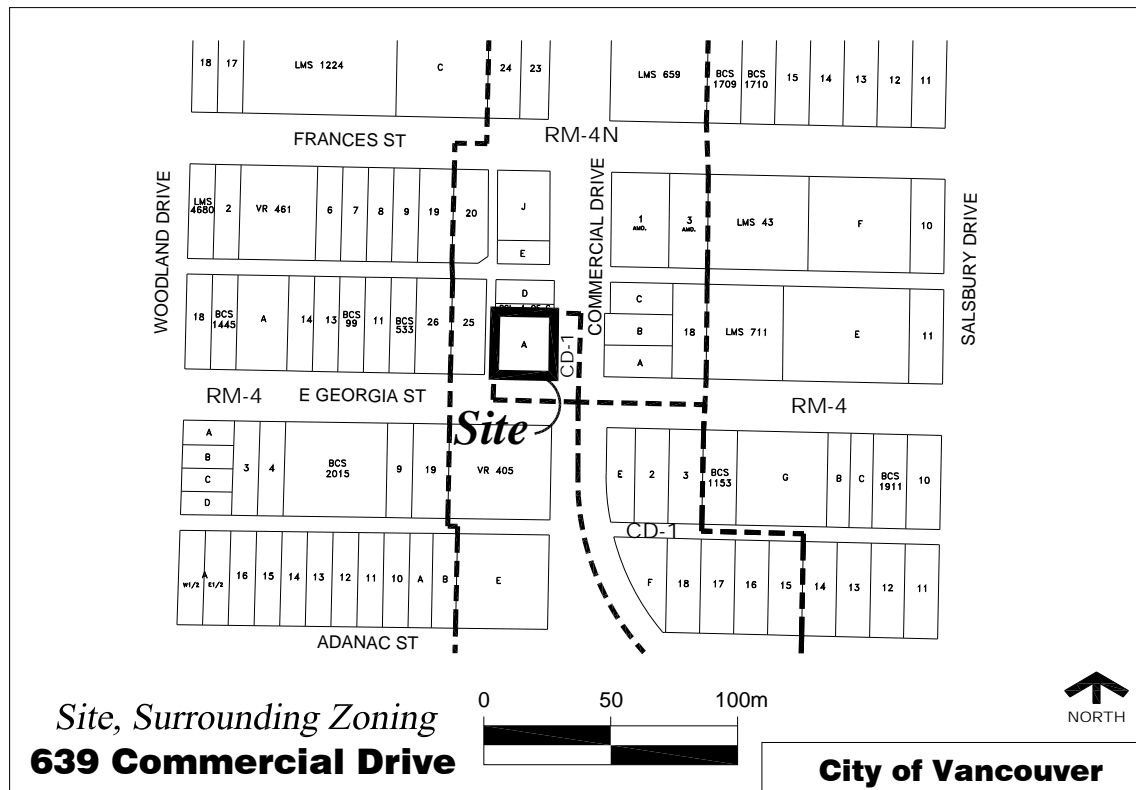 18 17 LMS 1224 C 24 23 LMS 659 BCS 1709 BCS 1710 15 14 13 12 11
FRANCES ST
RM-4N
WOODLAND DRIVE
COMMERCIAL DRIVE
SALSBURY DRIVE
LMS 4680 2 VR 461 6 7 8 9 19 20 J 1 AMD. 3 AMD. LMS 43 F 10
E
18 BCS 1445 A 14 13 BCS 99 11 BCS 533 26 25 D C 18 LMS 711 E 11
A B
A
CD-1
RM-4
E GEORGIA ST
RM-4
Site
A B C D 3 4 BCS 2015 9 19 VR 405 E 2 3 BCS 1153 G B C BCS 1911 10
CD-1
A W1/2 E1/2 16 15 14 13 12 11 10 A B E F 18 17 16 15 14 13 12 11
ADANAC ST
0 50 100m
Site, Surrounding Zoning
639 Commercial Drive
NORTH
City of Vancouver